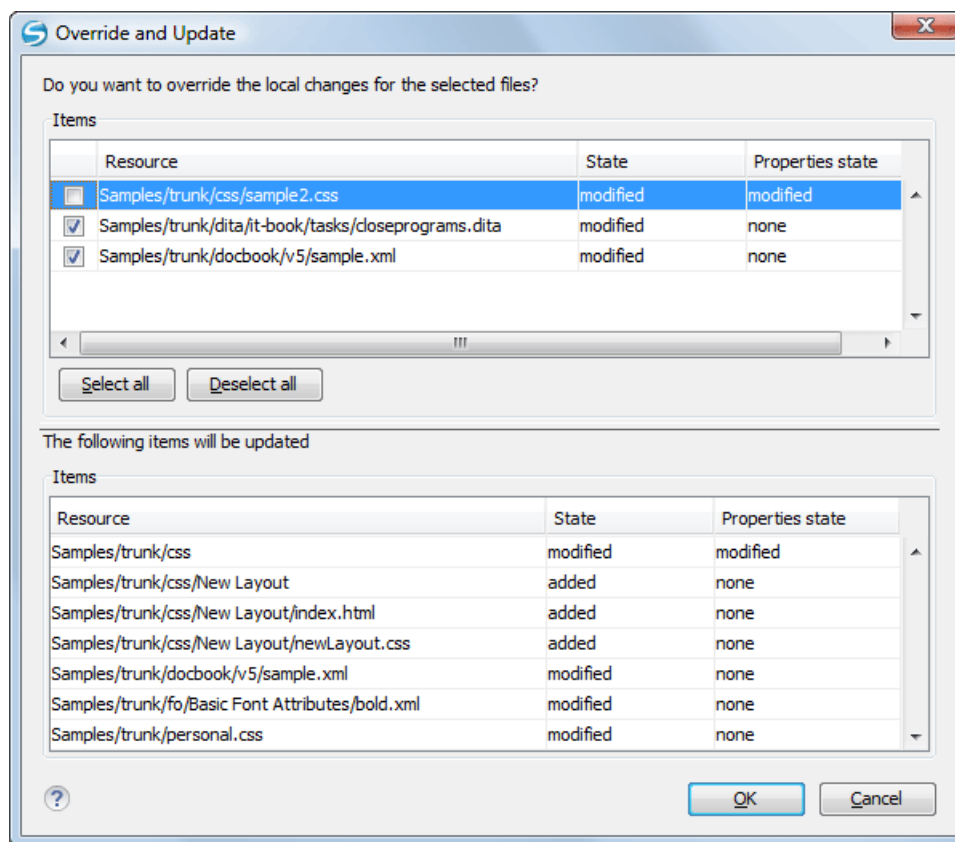 Override and Update
Do you want to override the local changes for the selected files?
Items
Resource State Properties state
Samples/trunk/css/sample2.css modified modified
Samples/trunk/dita/it-book/tasks/closeprograms.dita modified none
Samples/trunk/docbook/v5/sample.xml modified none
Select all Deselect all
The following items will be updated
Items
Resource State Properties state
Samples/trunk/css modified modified
Samples/trunk/css/New Layout added none
Samples/trunk/css/New Layout/index.html added none
Samples/trunk/css/New Layout/newLayout.css added none
Samples/trunk/docbook/v5/sample.xml modified none
Samples/trunk/fo/Basic Font Attributes/bold.xml modified none
Samples/trunk/personal.css modified none
? OK Cancel